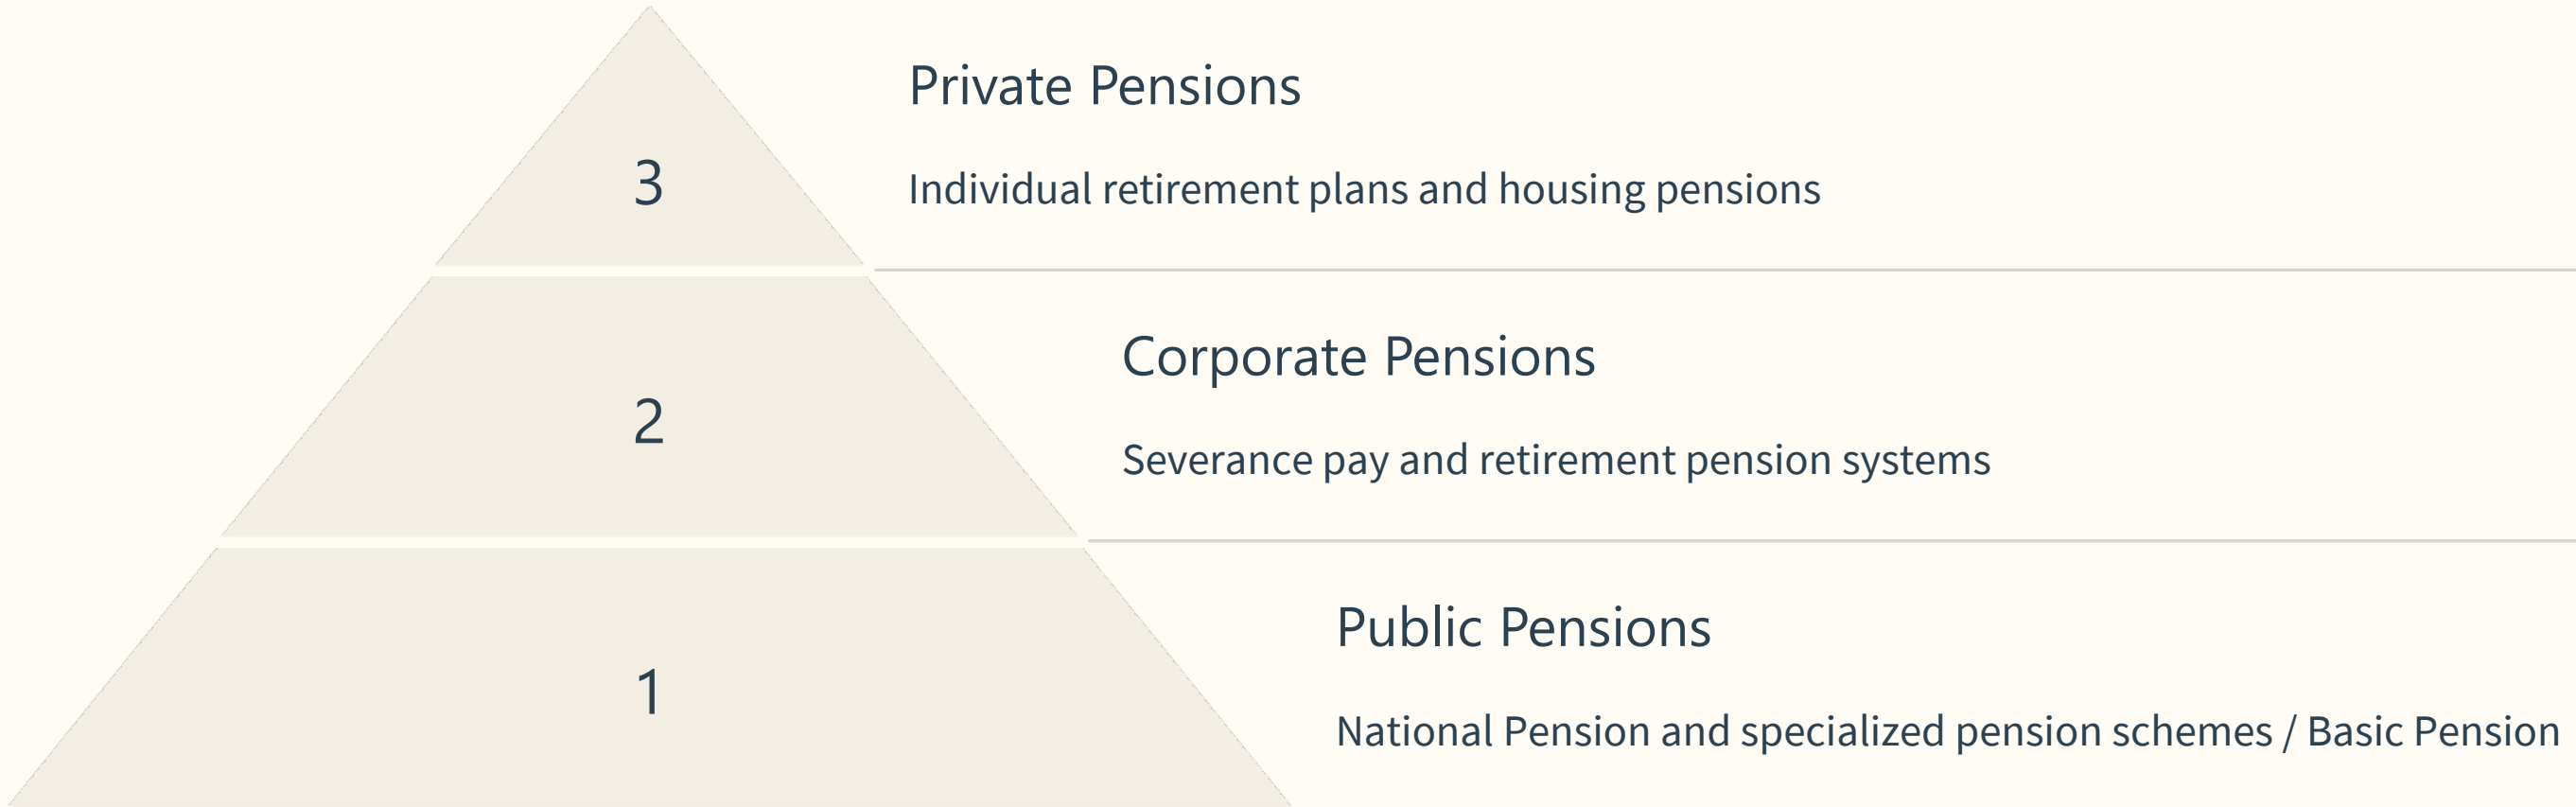 Private Pensions
3
Individual retirement plans and housing pensions
Corporate Pensions
2
Severance pay and retirement pension systems
Public Pensions
1
National Pension and specialized pension schemes / Basic Pension